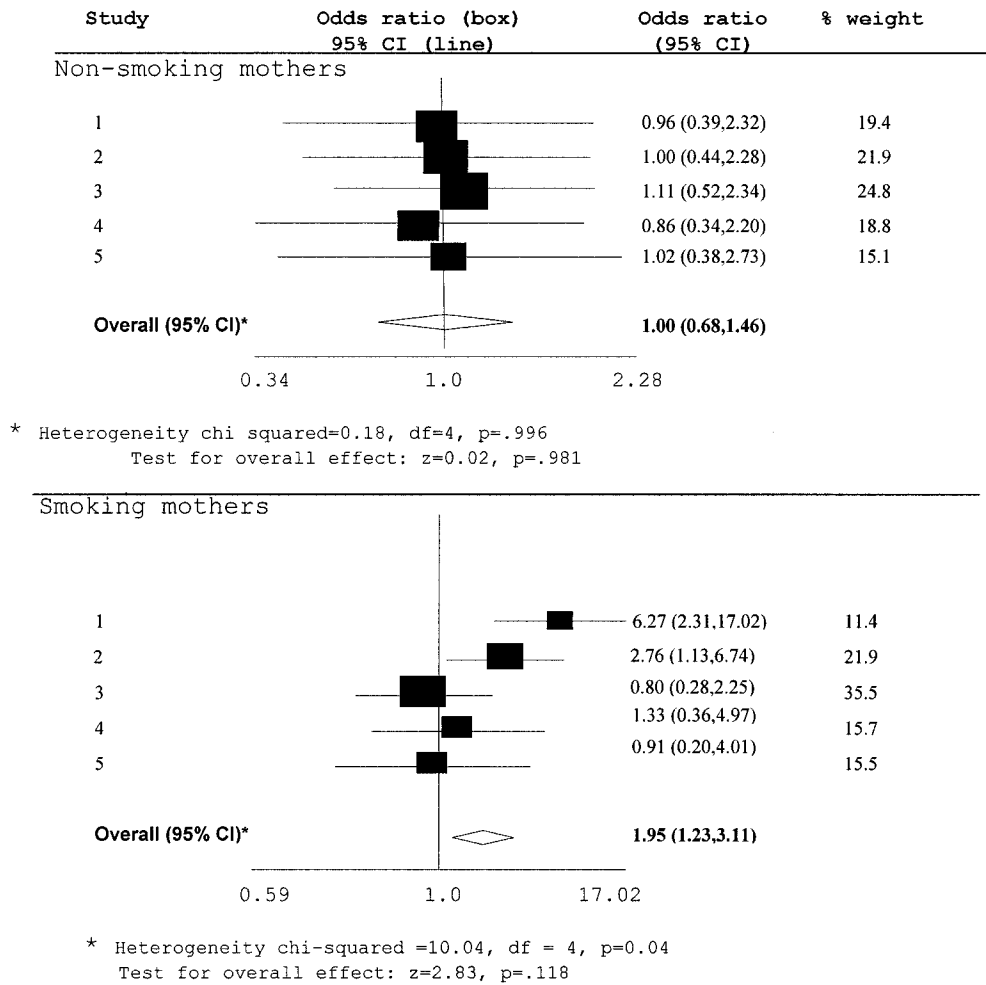 Study Odds ratio (box) Odds ratio % weight
95% CI (line) (95% CI)
Non-smoking mothers
1 0.96 (0.39,2.32) 19.4
2 1.00 (0.44,2.28) 21.9
3 1.11 (0.52,2.34) 24.8
4 0.86 (0.34,2.20) 18.8
5 1.02 (0.38,2.73) 15.1
Overall (95% CI)* 1.00 (0.68,1.46)
0.34 1.0 2.28
* Heterogeneity chi squared=0.18, df=4, p=.996
Test for overall effect: z=0.02, p=.981
Smoking mothers
1 6.27 (2.31,17.02) 11.4
2 2.76 (1.13,6.74) 21.9
3 0.80 (0.28,2.25) 35.5
4 1.33 (0.36,4.97) 15.7
5 0.91 (0.20,4.01) 15.5
Overall (95% CI)* 1.95 (1.23,3.11)
0.59 1.0 17.02
* Heterogeneity chi-squared =10.04, df = 4, p=0.04
Test for overall effect: z=2.83, p=.118